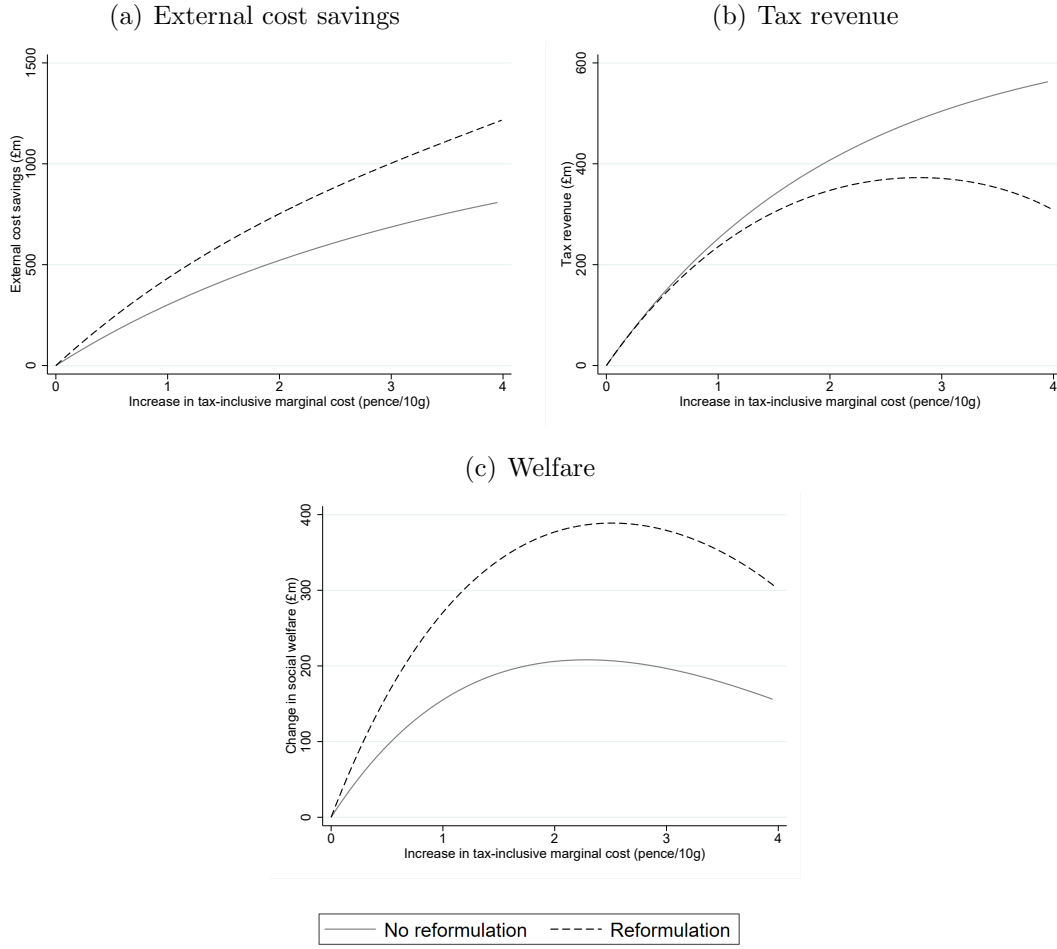 (a) External cost savings
External cost savings (£m)
1500
1000
500
0
0 1 2 3 4
Increase in tax-inclusive marginal cost (pence/10g)
(b) Tax revenue
Tax revenue (£m)
600
400
200
0
0 1 2 3 4
Increase in tax-inclusive marginal cost (pence/10g)
(c) Welfare
Change in social welfare (£m)
400
300
200
100
0
0 1 2 3 4
Increase in tax-inclusive marginal cost (pence/10g)
No reformulation Reformulation